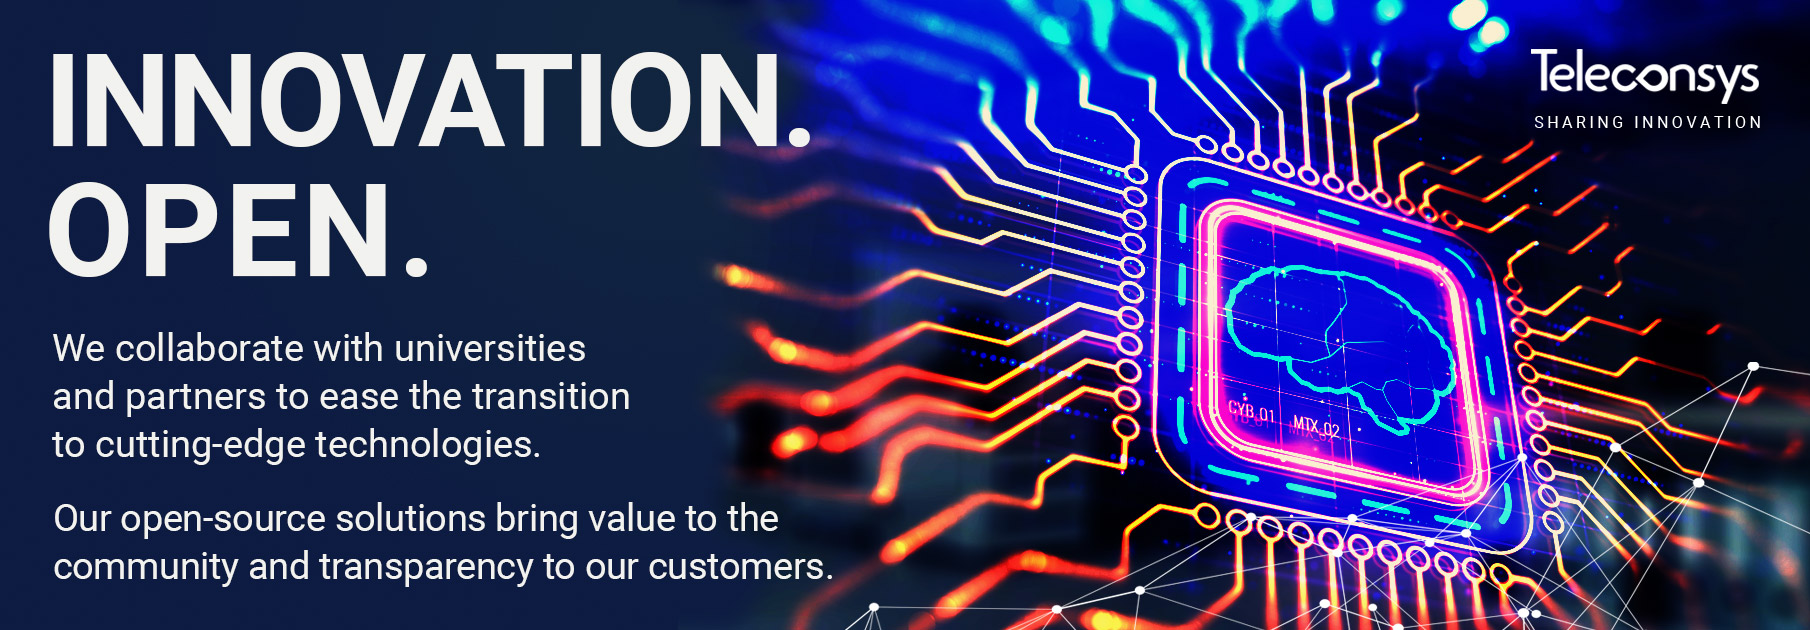 INNOVATION.
OPEN.
We collaborate with universities
and partners to ease the transition
to cutting-edge technologies.
Our open-source solutions bring value to the
community and transparency to our customers.
Teleconsys
SHARING INNOVATION
CYB_01 MTX_02